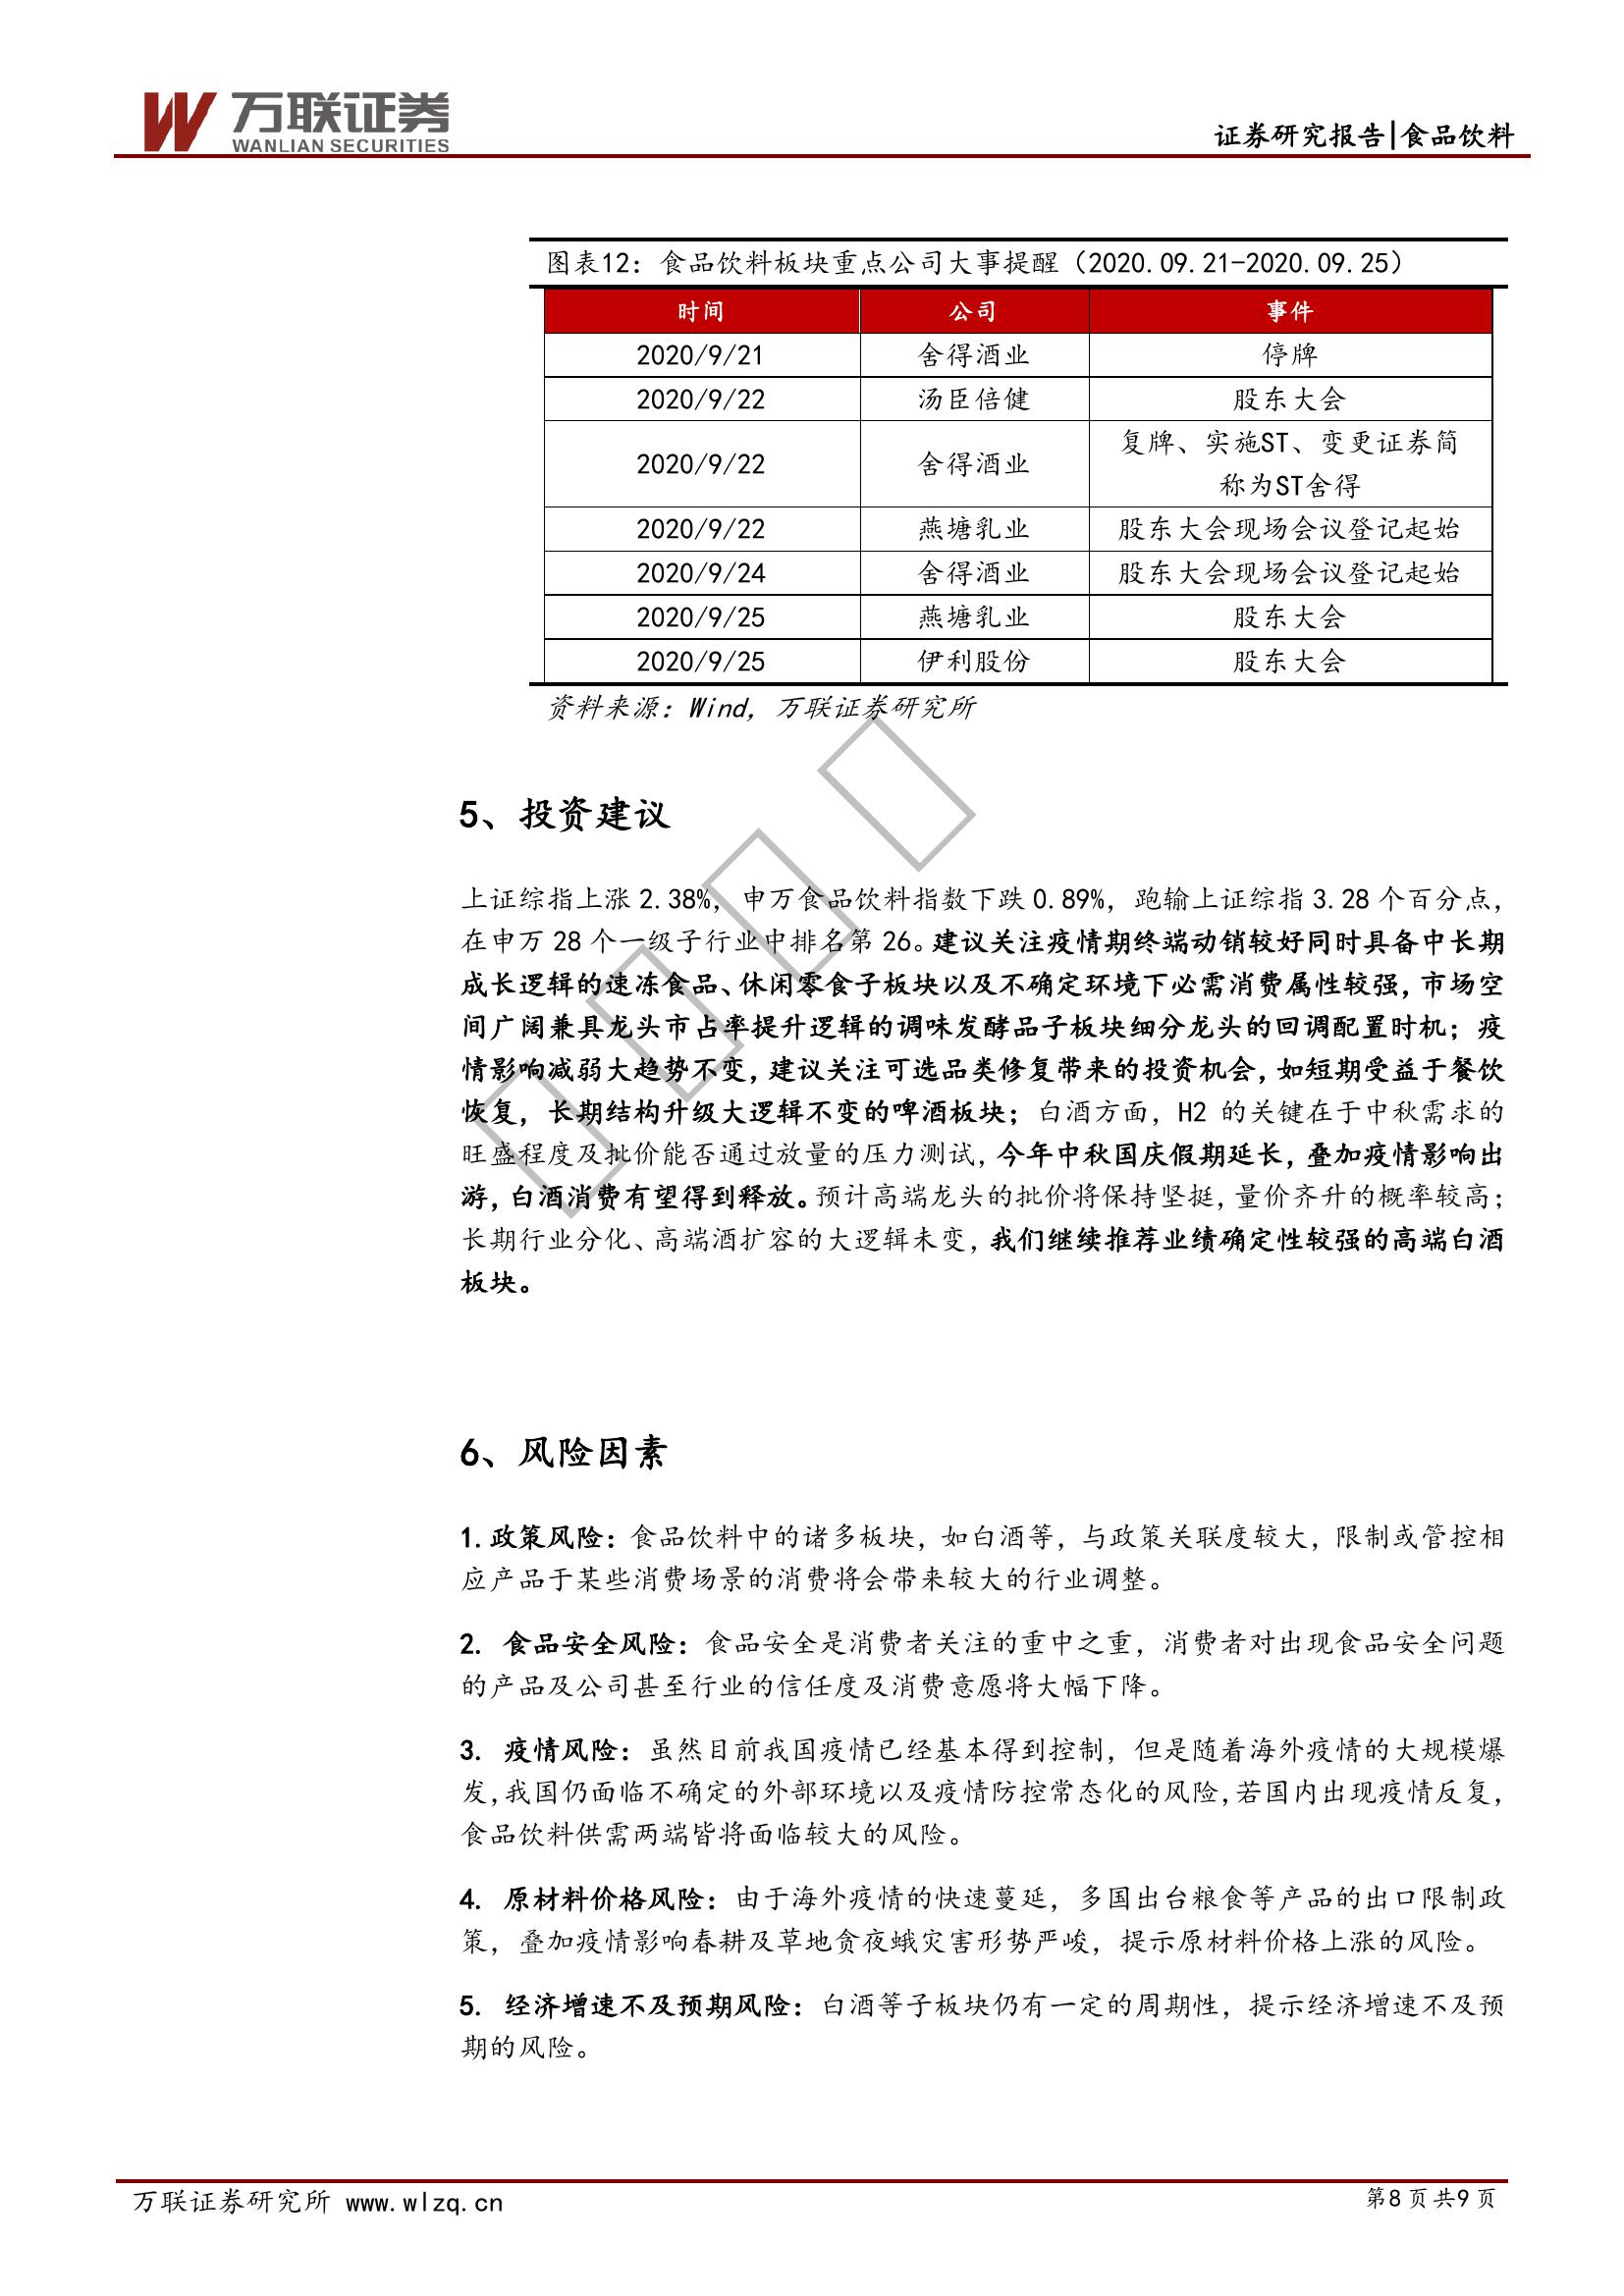 万联证券
WANLIAN SECURITIES
证券研究报告|食品饮料
图表12：食品饮料板块重点公司大事提醒（2020.09.21-2020.09.25）
时间 公司 事件
2020/9/21 舍得酒业 停牌
2020/9/22 汤臣倍健 股东大会
2020/9/22 舍得酒业 复牌、实施ST、变更证券简
称为ST舍得
2020/9/22 燕塘乳业 股东大会现场会议登记起始
2020/9/24 舍得酒业 股东大会现场会议登记起始
2020/9/25 燕塘乳业 股东大会
2020/9/25 伊利股份 股东大会
资料来源：Wind，万联证券研究所
5、投资建议
上证综指上涨 2.38%，申万食品饮料指数下跌 0.89%，跑输上证综指 3.28 个百分点，
在申万 28 个一级子行业中排名第 26。建议关注疫情期终端动销较好同时具备中长期
成长逻辑的速冻食品、休闲零食子板块以及不确定环境下必需消费属性较强，市场空
间广阔兼具龙头市占率提升逻辑的调味发酵品子板块细分龙头的回调配置时机；疫
情影响减弱大趋势不变，建议关注可选品类修复带来的投资机会，如短期受益于餐饮
恢复，长期结构升级大逻辑不变的啤酒板块；白酒方面，H2 的关键在于中秋需求的
旺盛程度及批价能否通过放量的压力测试，今年中秋国庆假期延长，叠加疫情影响出
游，白酒消费有望得到释放。预计高端龙头的批价将保持坚挺，量价齐升的概率较高；
长期行业分化、高端酒扩容的大逻辑未变，我们继续推荐业绩确定性较强的高端白酒
板块。
6、风险因素
1.政策风险：食品饮料中的诸多板块，如白酒等，与政策关联度较大，限制或管控相
应产品于某些消费场景的消费将会带来较大的行业调整。
2. 食品安全风险：食品安全是消费者关注的重中之重，消费者对出现食品安全问题
的产品及公司甚至行业的信任度及消费意愿将大幅下降。
3. 疫情风险：虽然目前我国疫情已经基本得到控制，但是随着海外疫情的大规模爆
发，我国仍面临不确定的外部环境以及疫情防控常态化的风险，若国内出现疫情反复，
食品饮料供需两端皆将面临较大的风险。
4. 原材料价格风险：由于海外疫情的快速蔓延，多国出台粮食等产品的出口限制政
策，叠加疫情影响春耕及草地贪夜蛾灾害形势严峻，提示原材料价格上涨的风险。
5. 经济增速不及预期风险：白酒等子板块仍有一定的周期性，提示经济增速不及预
期的风险。
万联证券研究所 www.wlzq.cn
第8页共9页